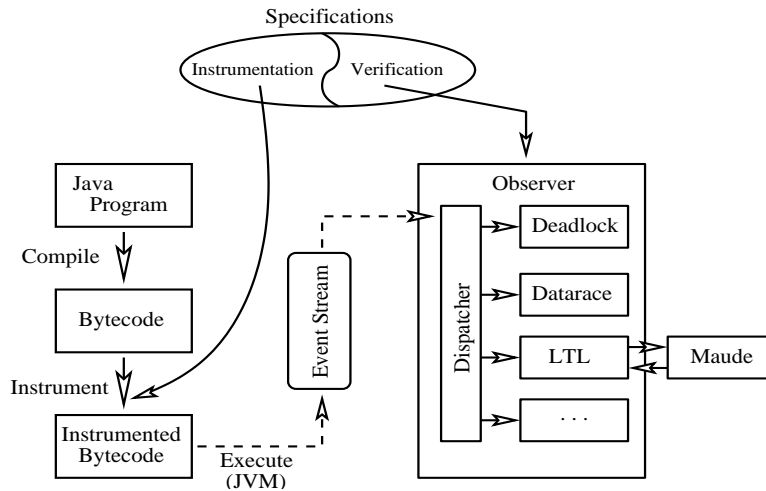 Specifications
Instrumentation
Verification
Java
Program
Compile
Bytecode
Instrument
Instrumented
Bytecode
Execute
(JVM)
Event Stream
Observer
Dispatcher
Deadlock
Datarace
LTL
. . .
Maude